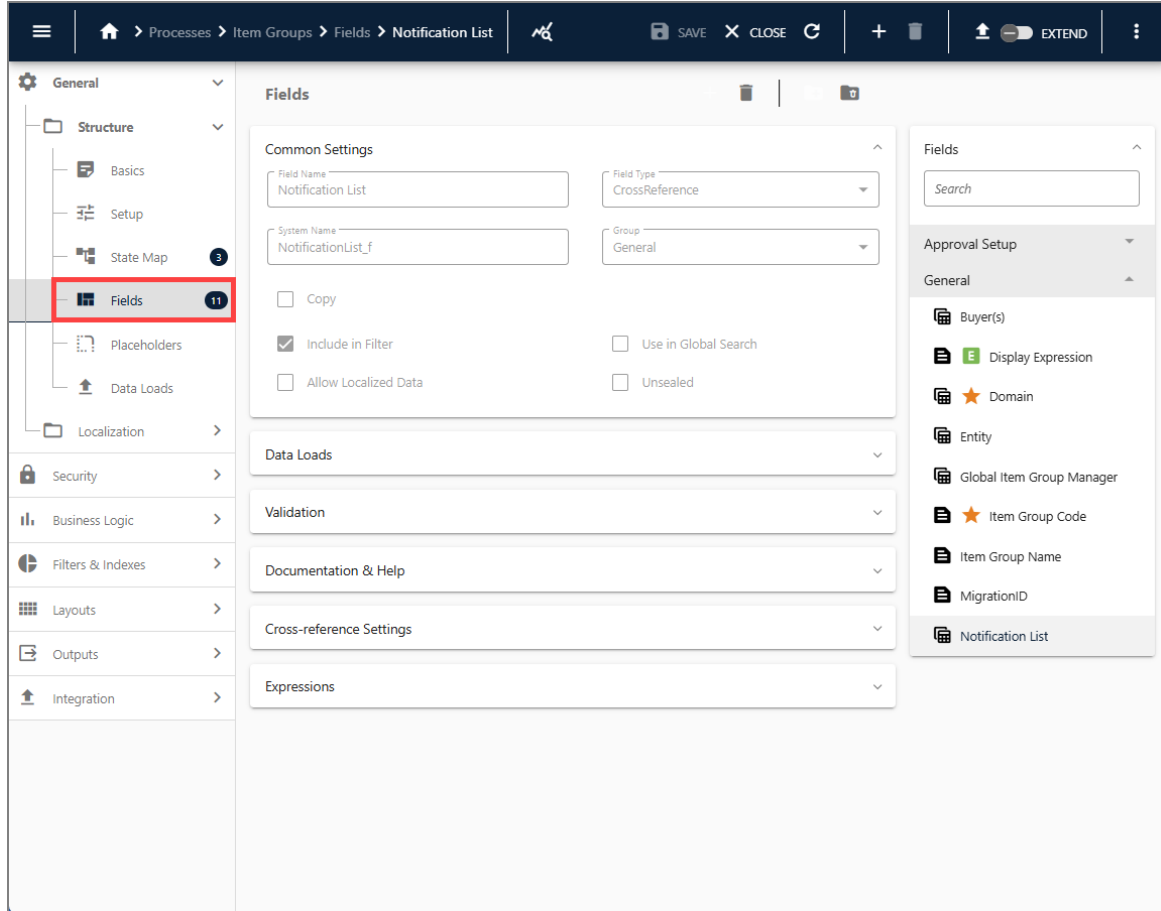 Processes Item Groups Fields Notification List SAVE CLOSE EXTEND
General
Structure
Basics
Setup
State Map 3
Fields 11
Placeholders
Data Loads
Localization
Security
Business Logic
Filters & Indexes
Layouts
Outputs
Integration
Fields
Common Settings
Field Name
Notification List
Field Type
CrossReference
System Name
NotificationList_f
Group
General
Copy
Include in Filter
Use in Global Search
Allow Localized Data
Unsealed
Data Loads
Validation
Documentation & Help
Cross-reference Settings
Expressions
Fields
Search
Approval Setup
General
Buyer(s)
E Display Expression
Domain
Entity
Global Item Group Manager
Item Group Code
Item Group Name
MigrationID
Notification List